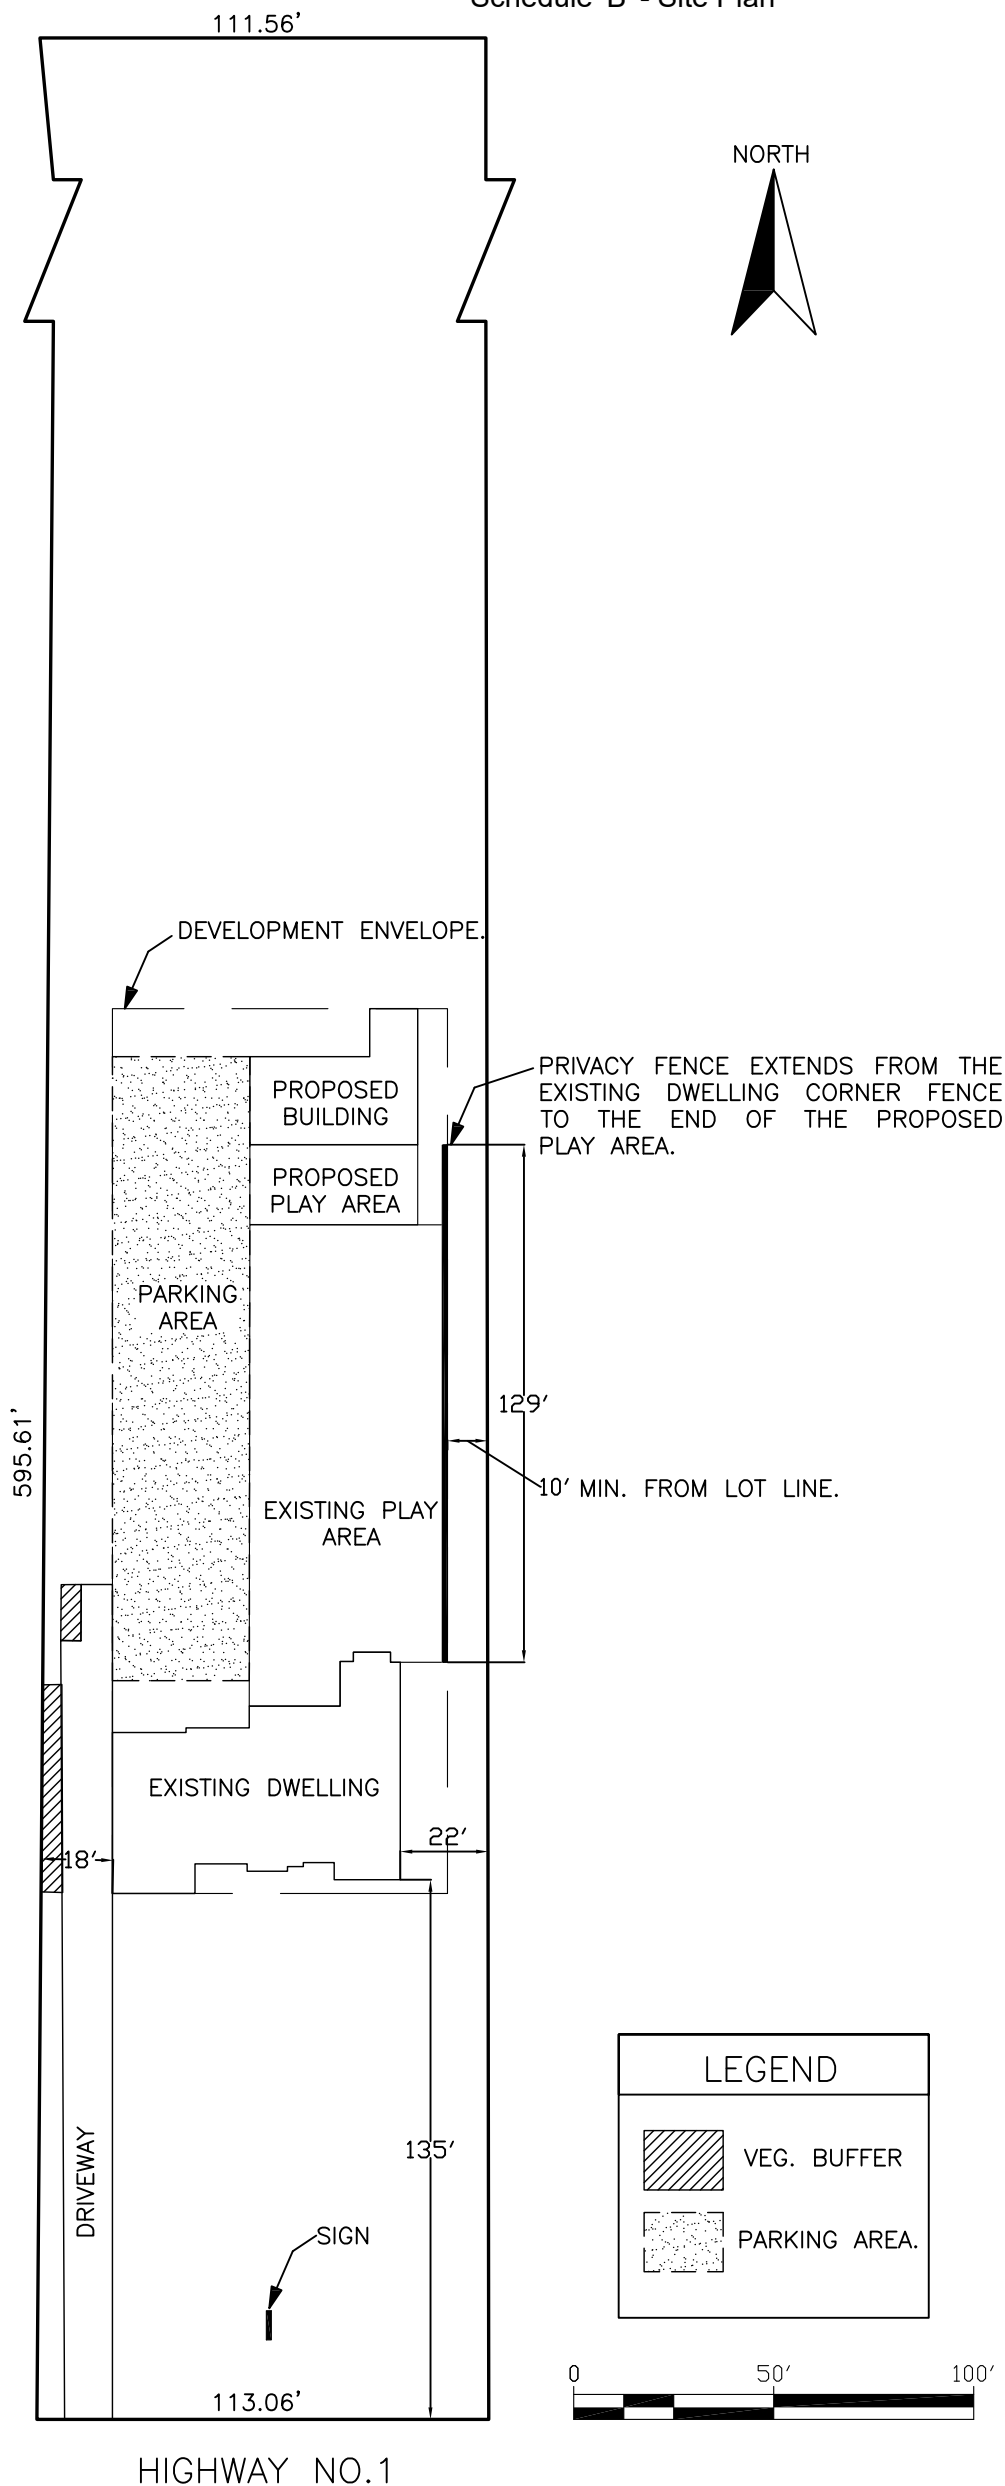 Schedule 'B' - Site Plan
111.56'
NORTH
DEVELOPMENT ENVELOPE.
PRIVACY FENCE EXTENDS FROM THE
EXISTING DWELLING CORNER FENCE
TO THE END OF THE PROPOSED
PLAY AREA.
PROPOSED
BUILDING
PROPOSED
PLAY AREA
PARKING
AREA
129'
595.61'
10' MIN. FROM LOT LINE.
EXISTING PLAY
AREA
EXISTING DWELLING
22'
18'
LEGEND
VEG. BUFFER
PARKING AREA.
135'
DRIVEWAY
SIGN
0 50' 100'
113.06'
HIGHWAY NO.1